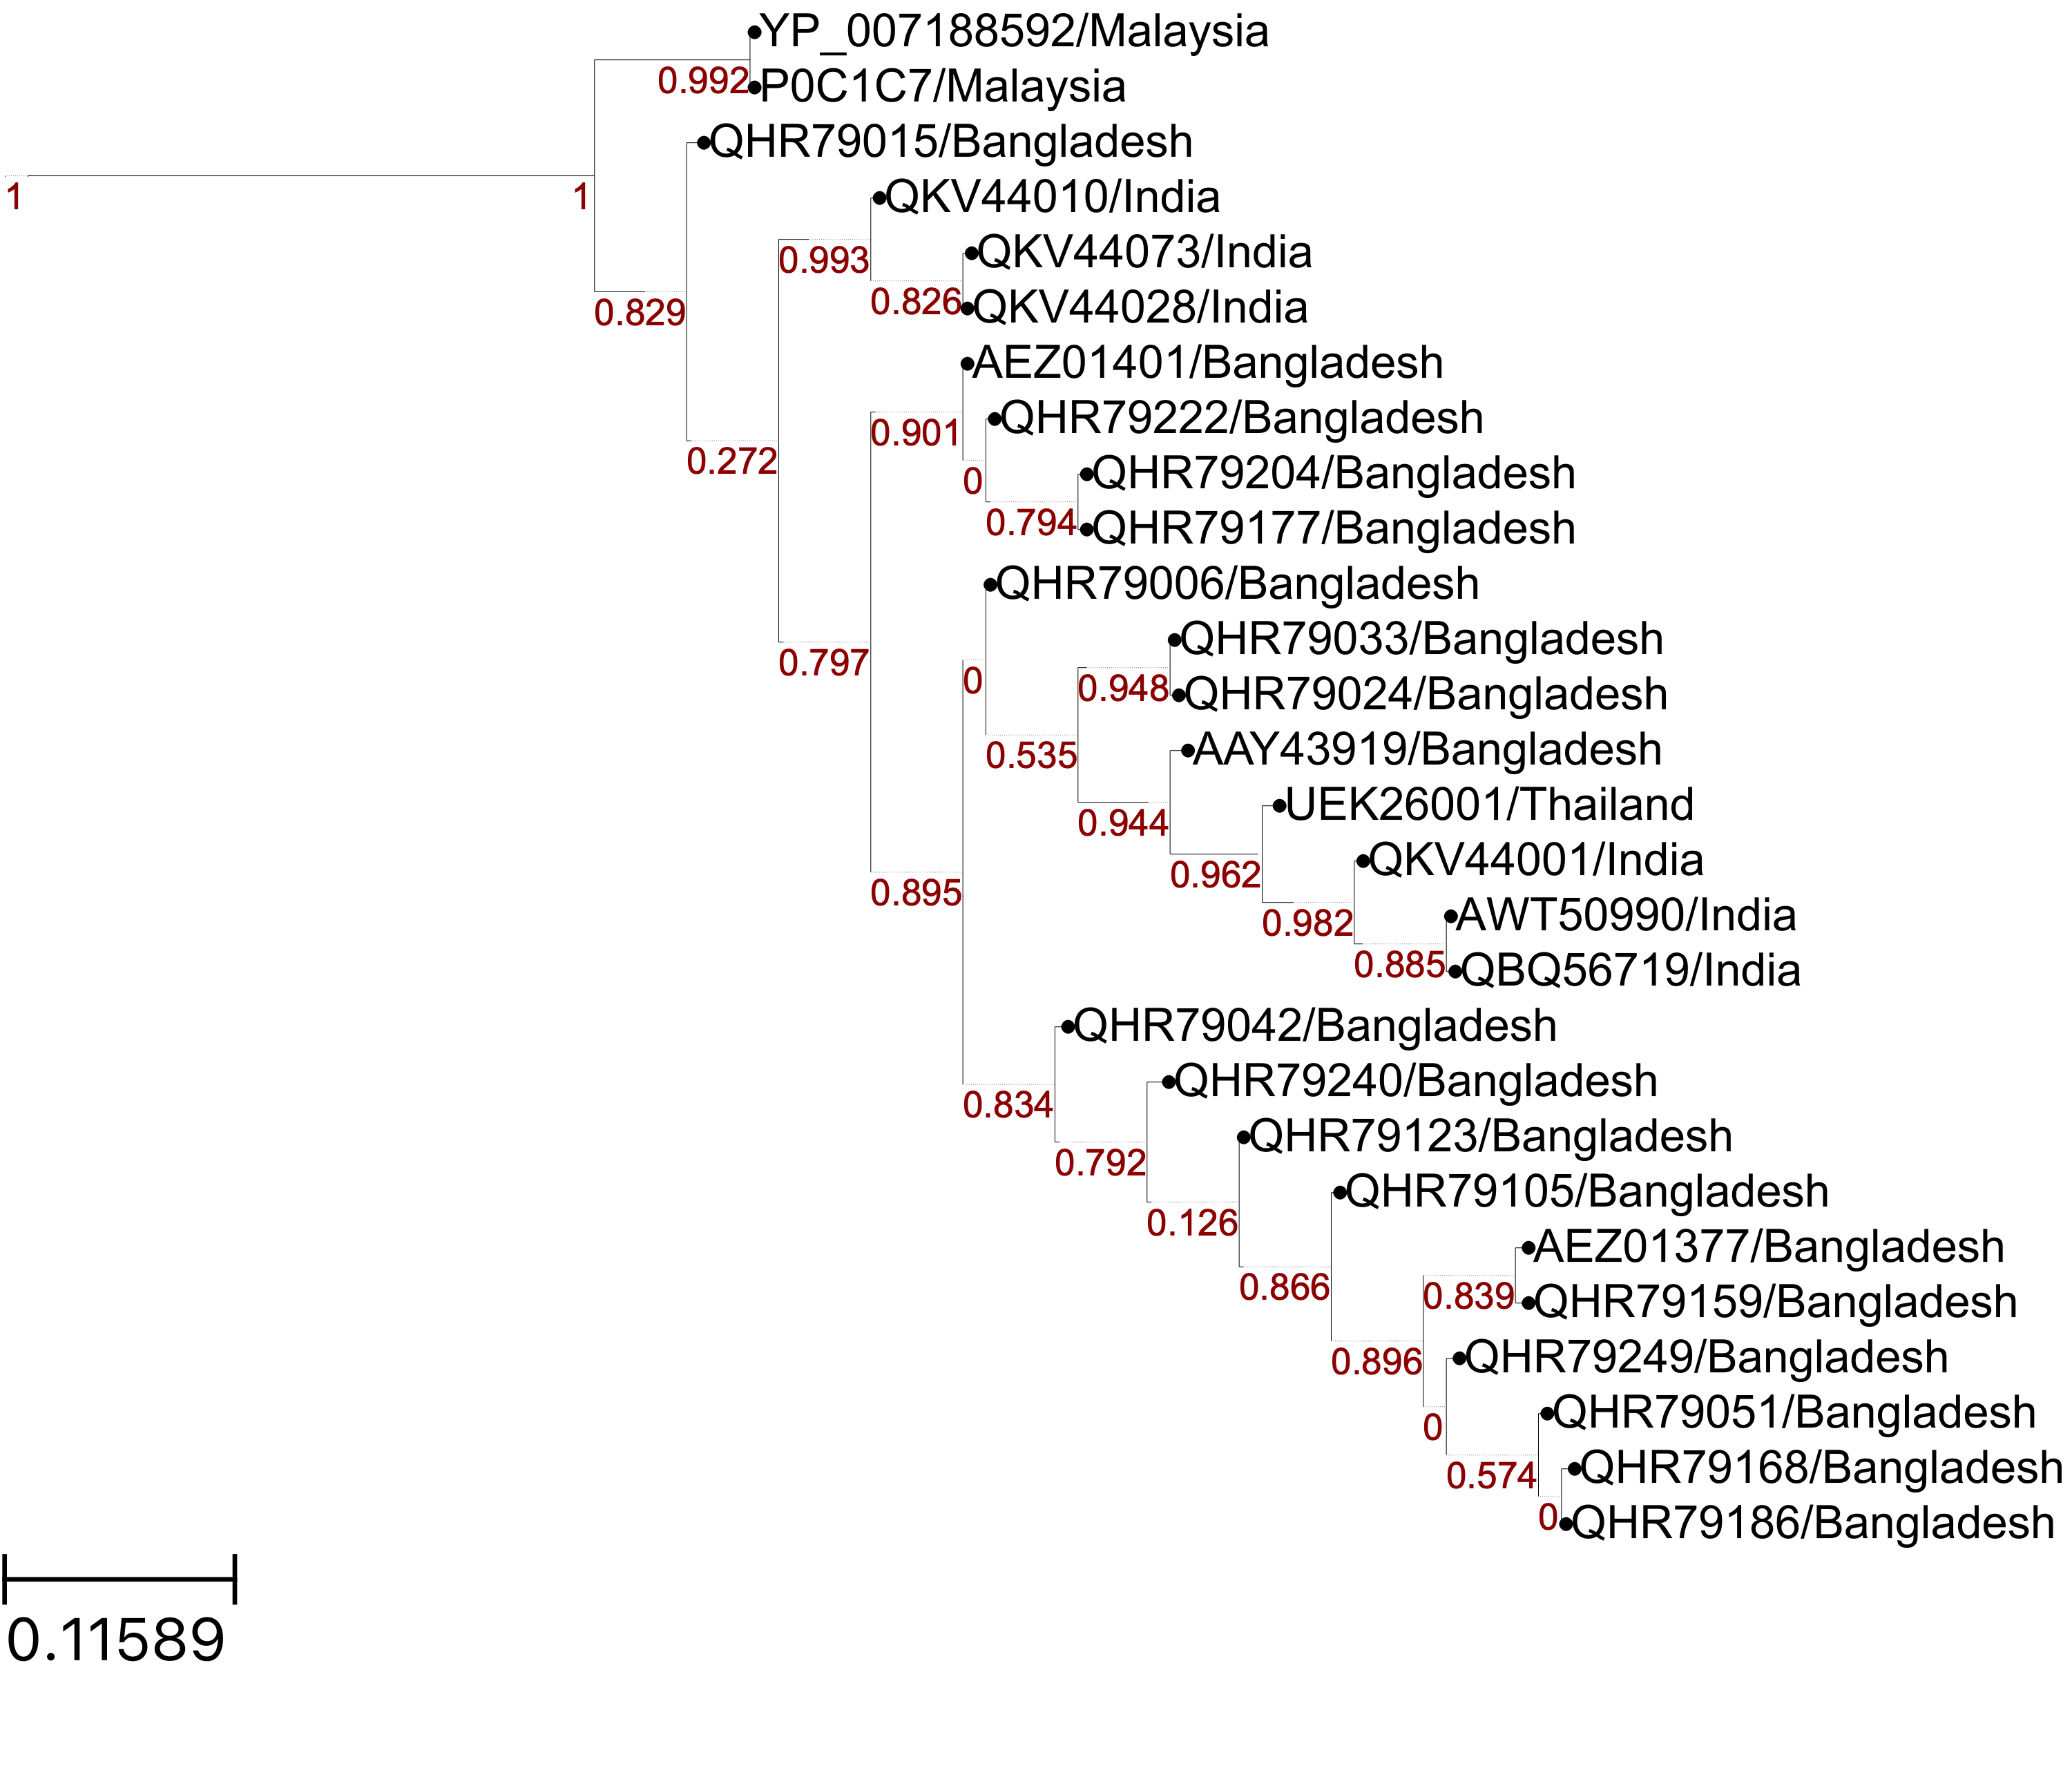 YP_007188592/Malaysia
0.992
P0C1C7/Malaysia
QHR79015/Bangladesh
1
1
QKV44010/India
0.993
QKV44073/India
0.829
0.826
QKV44028/India
AEZ01401/Bangladesh
0.901
QHR79222/Bangladesh
0.272
0
QHR79204/Bangladesh
0.794
QHR79177/Bangladesh
QHR79006/Bangladesh
QHR79033/Bangladesh
0.797
0
0.948
QHR79024/Bangladesh
0.535
AAY43919/Bangladesh
UEK26001/Thailand
0.944
QKV44001/India
0.962
0.895
0.982
AWT50990/India
0.885
QBQ56719/India
QHR79042/Bangladesh
QHR79240/Bangladesh
0.834
QHR79123/Bangladesh
0.792
QHR79105/Bangladesh
0.126
AEZ01377/Bangladesh
0.866
0.839
QHR79159/Bangladesh
0.896
QHR79249/Bangladesh
QHR79051/Bangladesh
0
0.574
QHR79168/Bangladesh
0
QHR79186/Bangladesh
0.11589